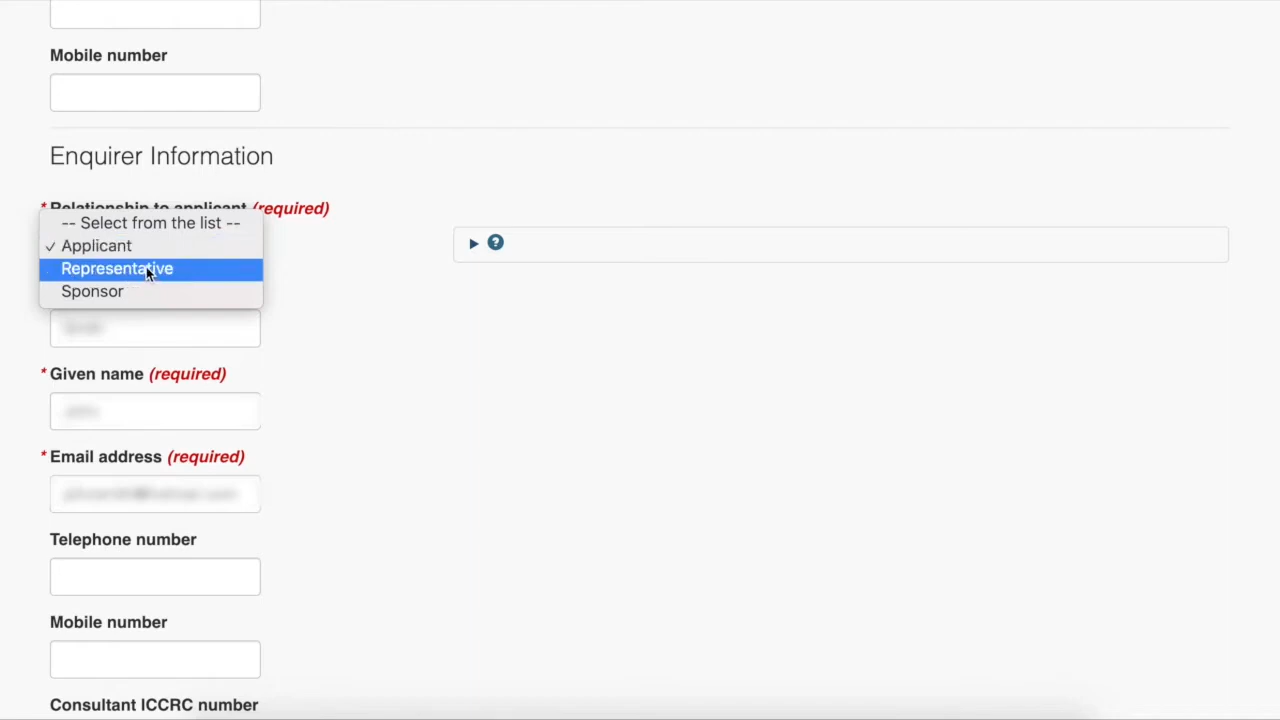 Mobile number
Enquirer Information
* Relationship to applicant (required)
-- Select from the list --
✓ Applicant
Representative
Sponsor
* Given name (required)
* Email address (required)
Telephone number
Mobile number
Consultant ICCRC number